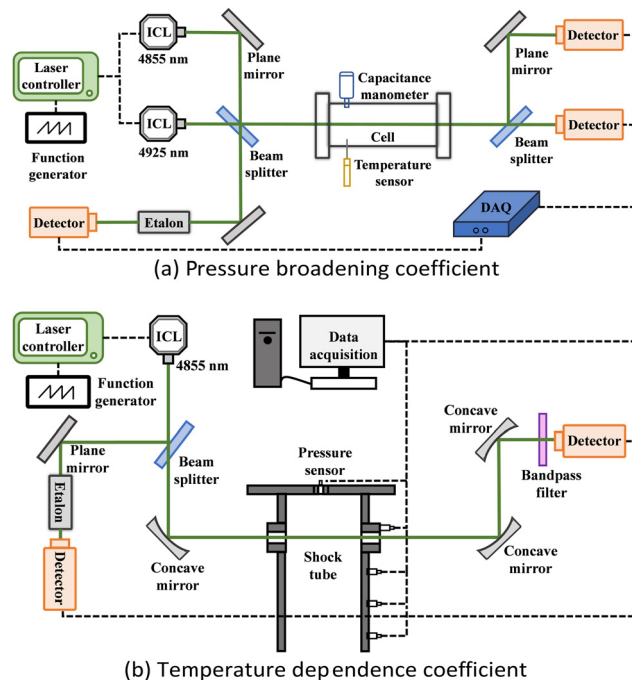 ICL
4855 nm
Plane
mirror
Laser
controller
Function
generator
ICL
4925 nm
Beam
splitter
Capacitance
manometer
Cell
Temperature
sensor
Plane
mirror
Detector
Detector
Beam
splitter
Detector
Etalon
DAQ
(a) Pressure broadening coefficient
Laser
controller
ICL
4855 nm
Function
generator
Data
acquisition
Plane
mirror
Beam
splitter
Etalon
Detector
Concave
mirror
Pressure
sensor
Shock
tube
Concave
mirror
Detector
Bandpass
filter
Concave
mirror
(b) Temperature dependence coefficient